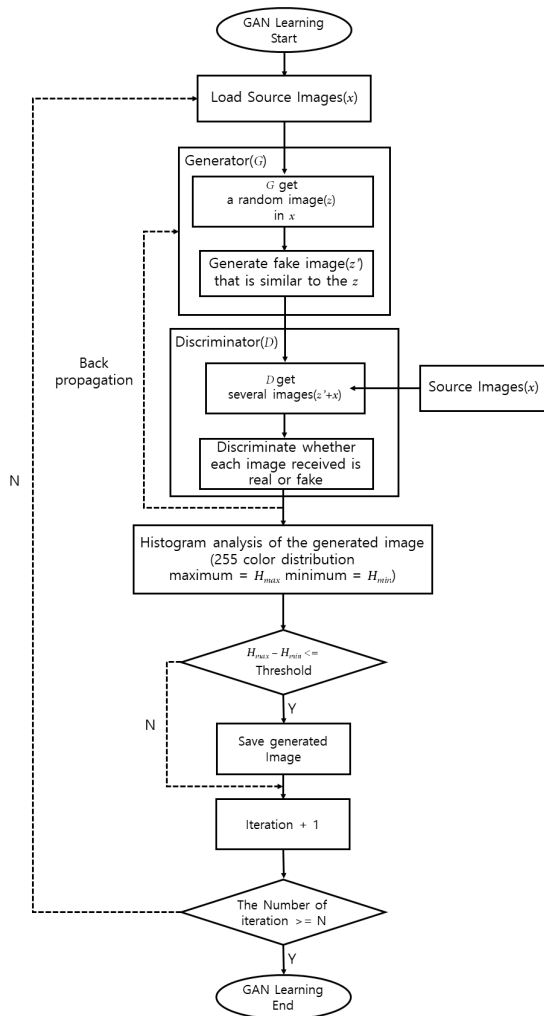 GAN Learning
Start
Load Source Images(x)
Generator(G)
G get
a random image(z)
in x
Generate fake image(z')
that is similar to the z
Discriminator(D)
D get
several images(z'+x)
Source Images(x)
Back
propagation
Discriminate whether
each image received is
real or fake
N
Histogram analysis of the generated image
(255 color distribution
maximum = Hmax minimum = Hmin)
Hmax − Hmin <=
Threshold
Y
N
Save generated
Image
Iteration + 1
The Number of
iteration >= N
Y
GAN Learning
End